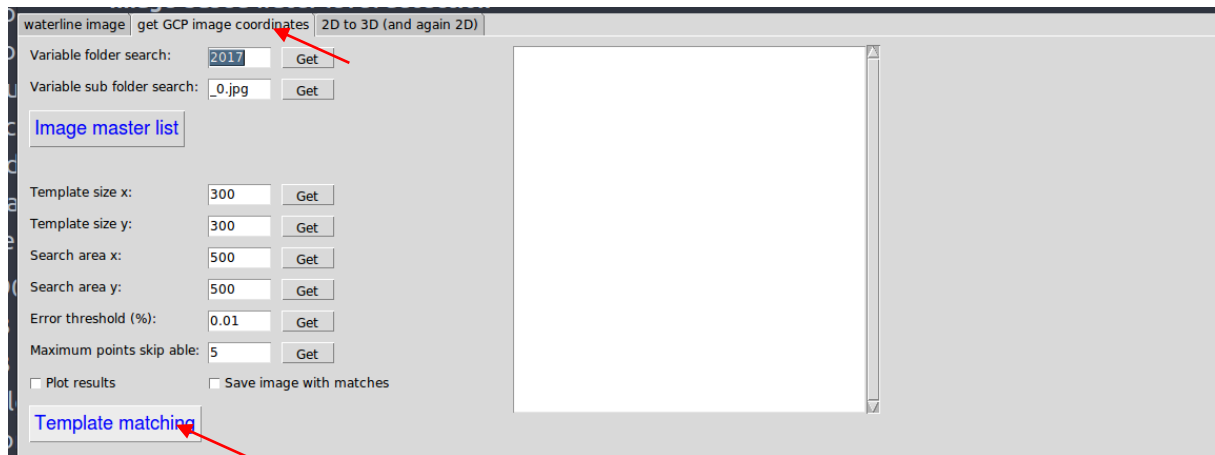 waterline image get GCP image coordinates 2D to 3D (and again 2D)
Variable folder search: 2017 Get
Variable sub folder search: _0.jpg Get
Image master list
Template size x: 300 Get
Template size y: 300 Get
Search area x: 500 Get
Search area y: 500 Get
Error threshold (%): 0.01 Get
Maximum points skip able: 5 Get
Plot results Save image with matches
Template matching